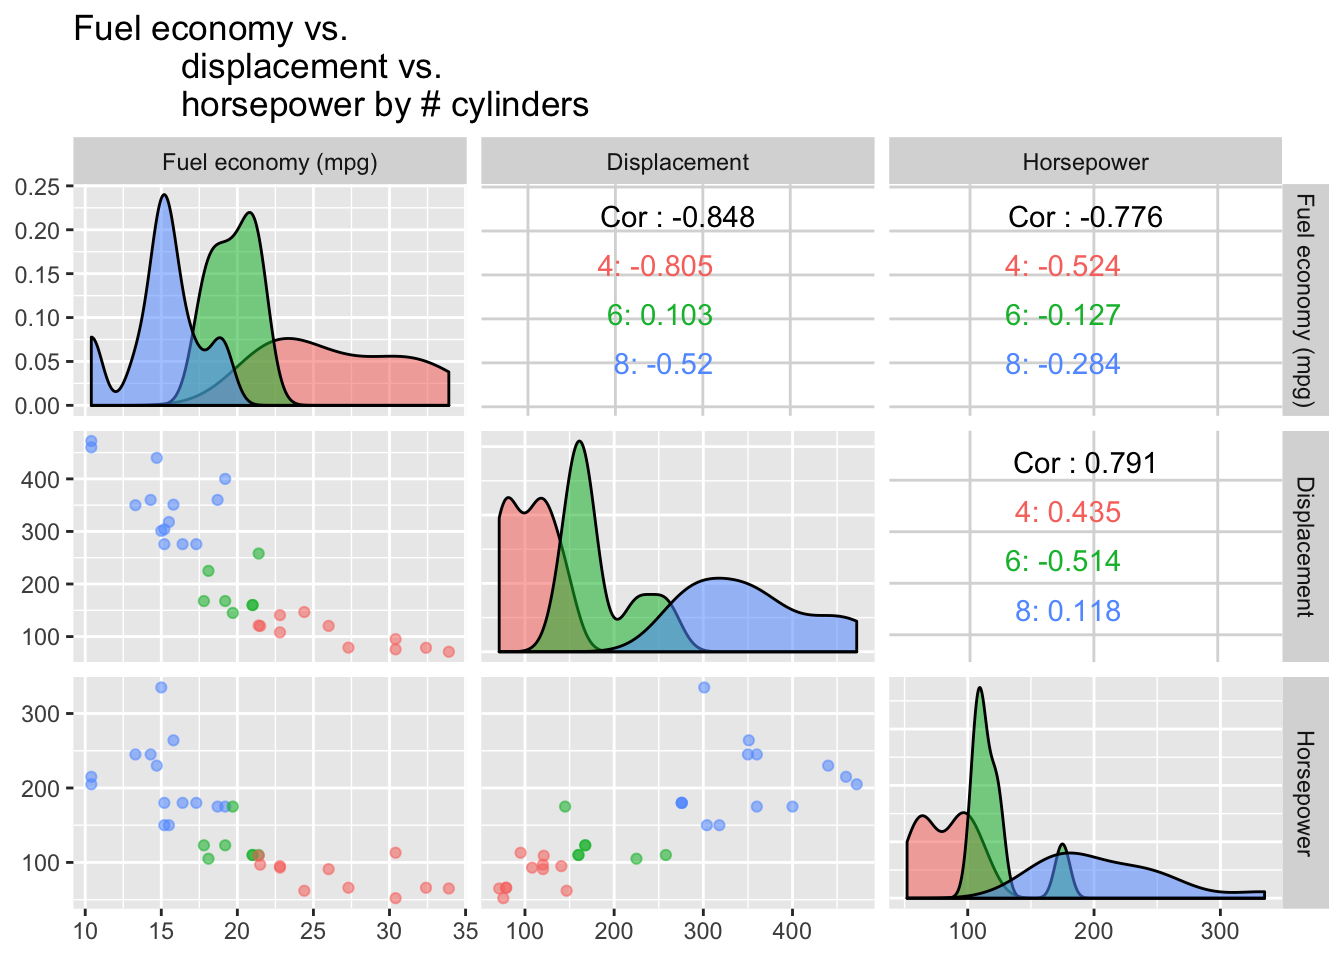 Fuel economy vs.
displacement vs.
horsepower by # cylinders
Fuel economy (mpg)
Displacement
Horsepower
0.25
0.20
0.15
0.10
0.05
0.00
Cor : -0.848
4: -0.805
6: 0.103
8: -0.52
Cor : -0.776
4: -0.524
6: -0.127
8: -0.284
Fuel economy (mpg)
400
300
200
100
Cor : 0.791
4: 0.435
6: -0.514
8: 0.118
Displacement
300
200
100
Horsepower
10 15 20 25 30 35
100 200 300 400
100 200 300